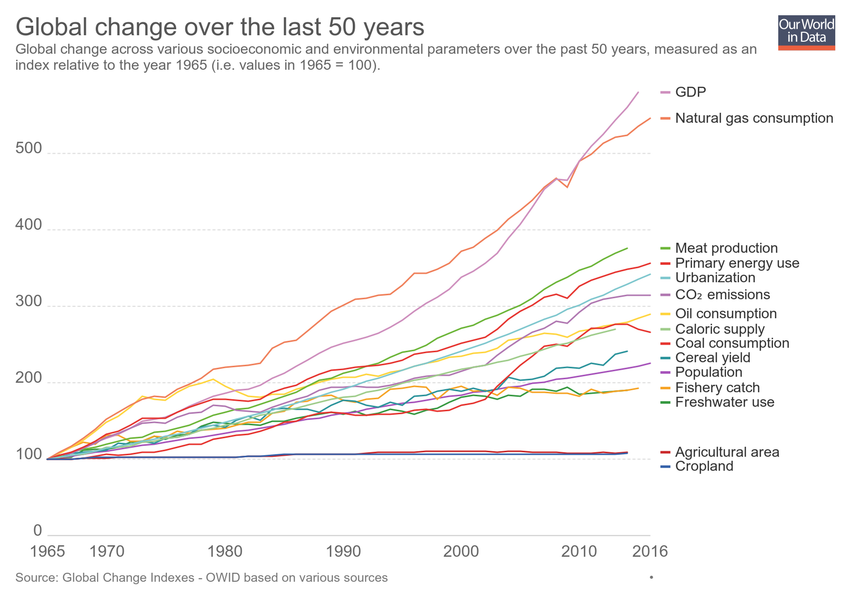 Global change over the last 50 years
Our World
in Data
Global change across various socioeconomic and environmental parameters over the past 50 years, measured as an
index relative to the year 1965 (i.e. values in 1965 = 100).
GDP
Natural gas consumption
500
400
Meat production
Primary energy use
Urbanization
CO₂ emissions
300
Oil consumption
Caloric supply
Coal consumption
Cereal yield
Population
200
Fishery catch
Freshwater use
Agricultural area
100
Cropland
0
1965 1970 1980 1990 2000 2010 2016
Source: Global Change Indexes - OWID based on various sources